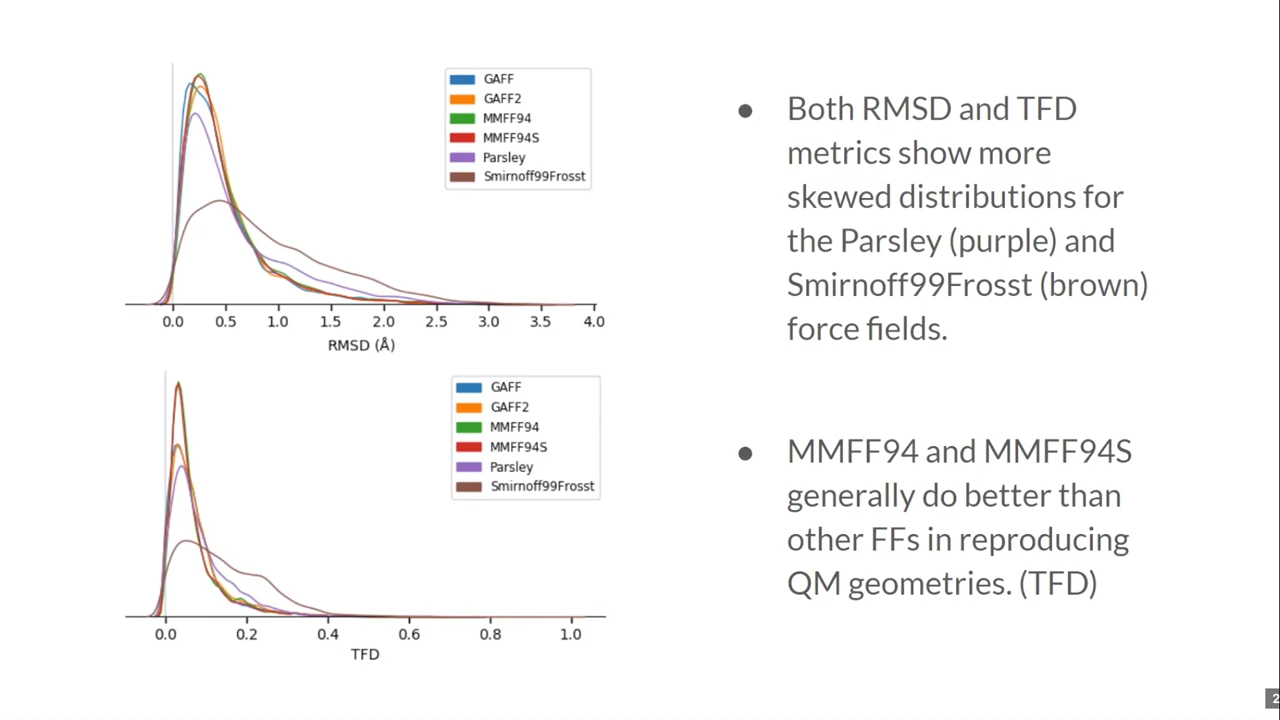 GAFF
GAFF2
MMFF94
MMFF94S
Parsley
Smirnoff99Frosst
0.0 0.5 1.0 1.5 2.0 2.5 3.0 3.5 4.0
RMSD (Å)
GAFF
GAFF2
MMFF94
MMFF94S
Parsley
Smirnoff99Frosst
0.0 0.2 0.4 0.6 0.8 1.0
TFD
● Both RMSD and TFD
metrics show more
skewed distributions for
the Parsley (purple) and
Smirnoff99Frosst (brown)
force fields.
● MMFF94 and MMFF94S
generally do better than
other FFs in reproducing
QM geometries. (TFD)